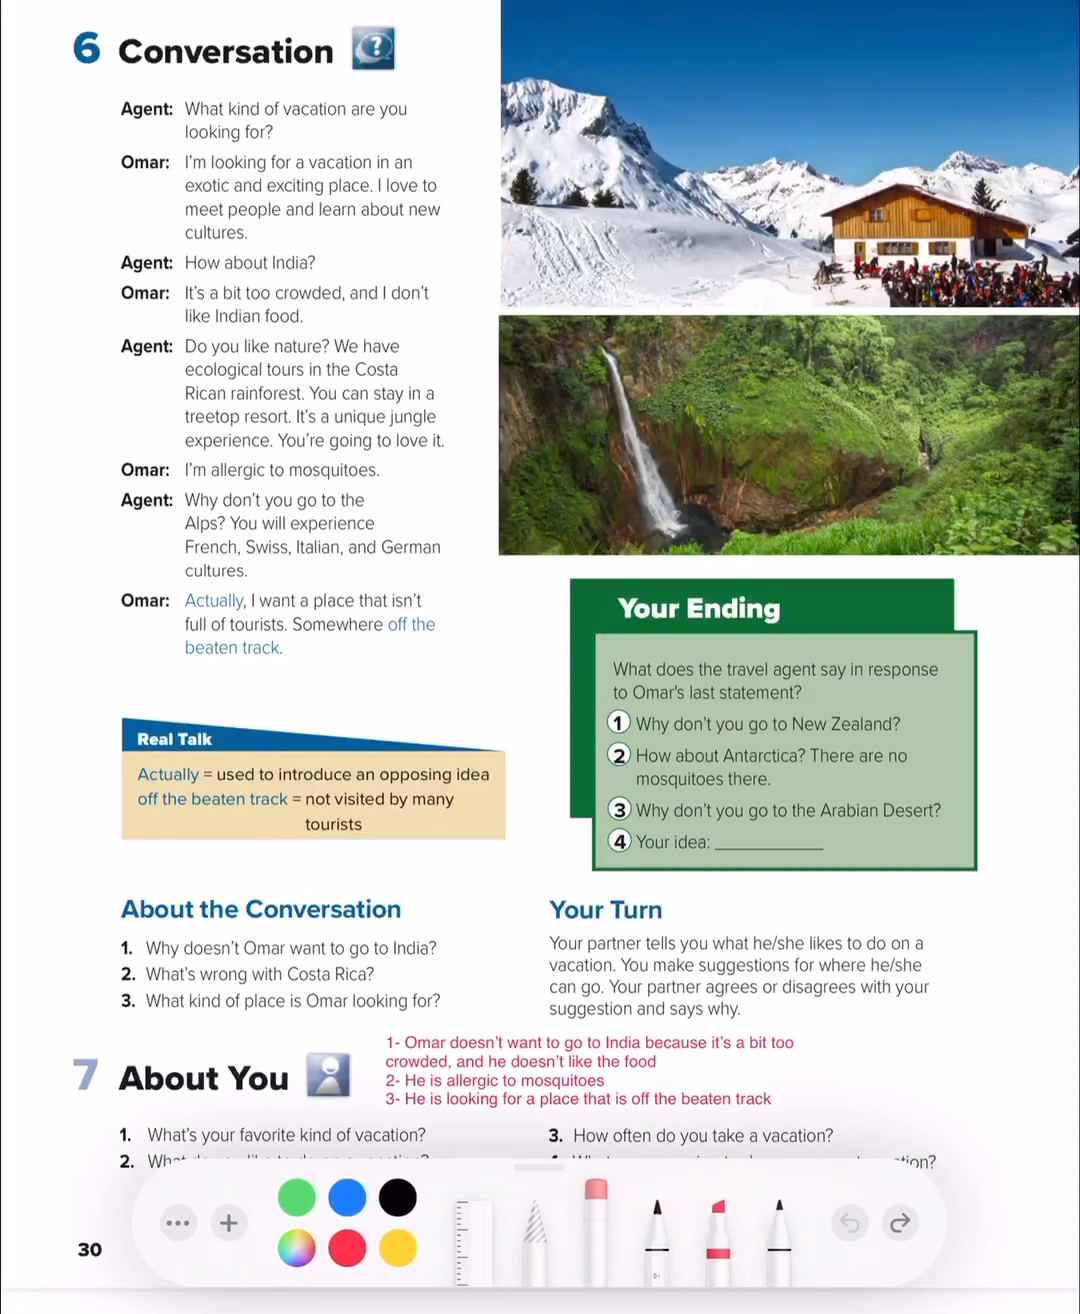 6 Conversation
Agent: What kind of vacation are you
looking for?
Omar: I'm looking for a vacation in an
exotic and exciting place. I love to
meet people and learn about new
cultures.
Agent: How about India?
Omar: It's a bit too crowded, and I don't
like Indian food.
Agent: Do you like nature? We have
ecological tours in the Costa
Rican rainforest. You can stay in a
treetop resort. It's a unique jungle
experience. You're going to love it.
Omar: I'm allergic to mosquitoes.
Agent: Why don't you go to the
Alps? You will experience
French, Swiss, Italian, and German
cultures.
Omar: Actually, I want a place that isn't
full of tourists. Somewhere off the
beaten track.
Real Talk
Actually = used to introduce an opposing idea
off the beaten track = not visited by many
tourists
Your Ending
What does the travel agent say in response
to Omar's last statement?
1 Why don't you go to New Zealand?
2 How about Antarctica? There are no
mosquitoes there.
3 Why don't you go to the Arabian Desert?
4 Your idea: ____________
About the Conversation
1. Why doesn't Omar want to go to India?
2. What's wrong with Costa Rica?
3. What kind of place is Omar looking for?
Your Turn
Your partner tells you what he/she likes to do on a
vacation. You make suggestions for where he/she
can go. Your partner agrees or disagrees with your
suggestion and says why.
1- Omar doesn't want to go to India because it's a bit too
crowded, and he doesn't like the food
2- He is allergic to mosquitoes
3- He is looking for a place that is off the beaten track
7 About You
1. What's your favorite kind of vacation?
2.
3. How often do you take a vacation?
30